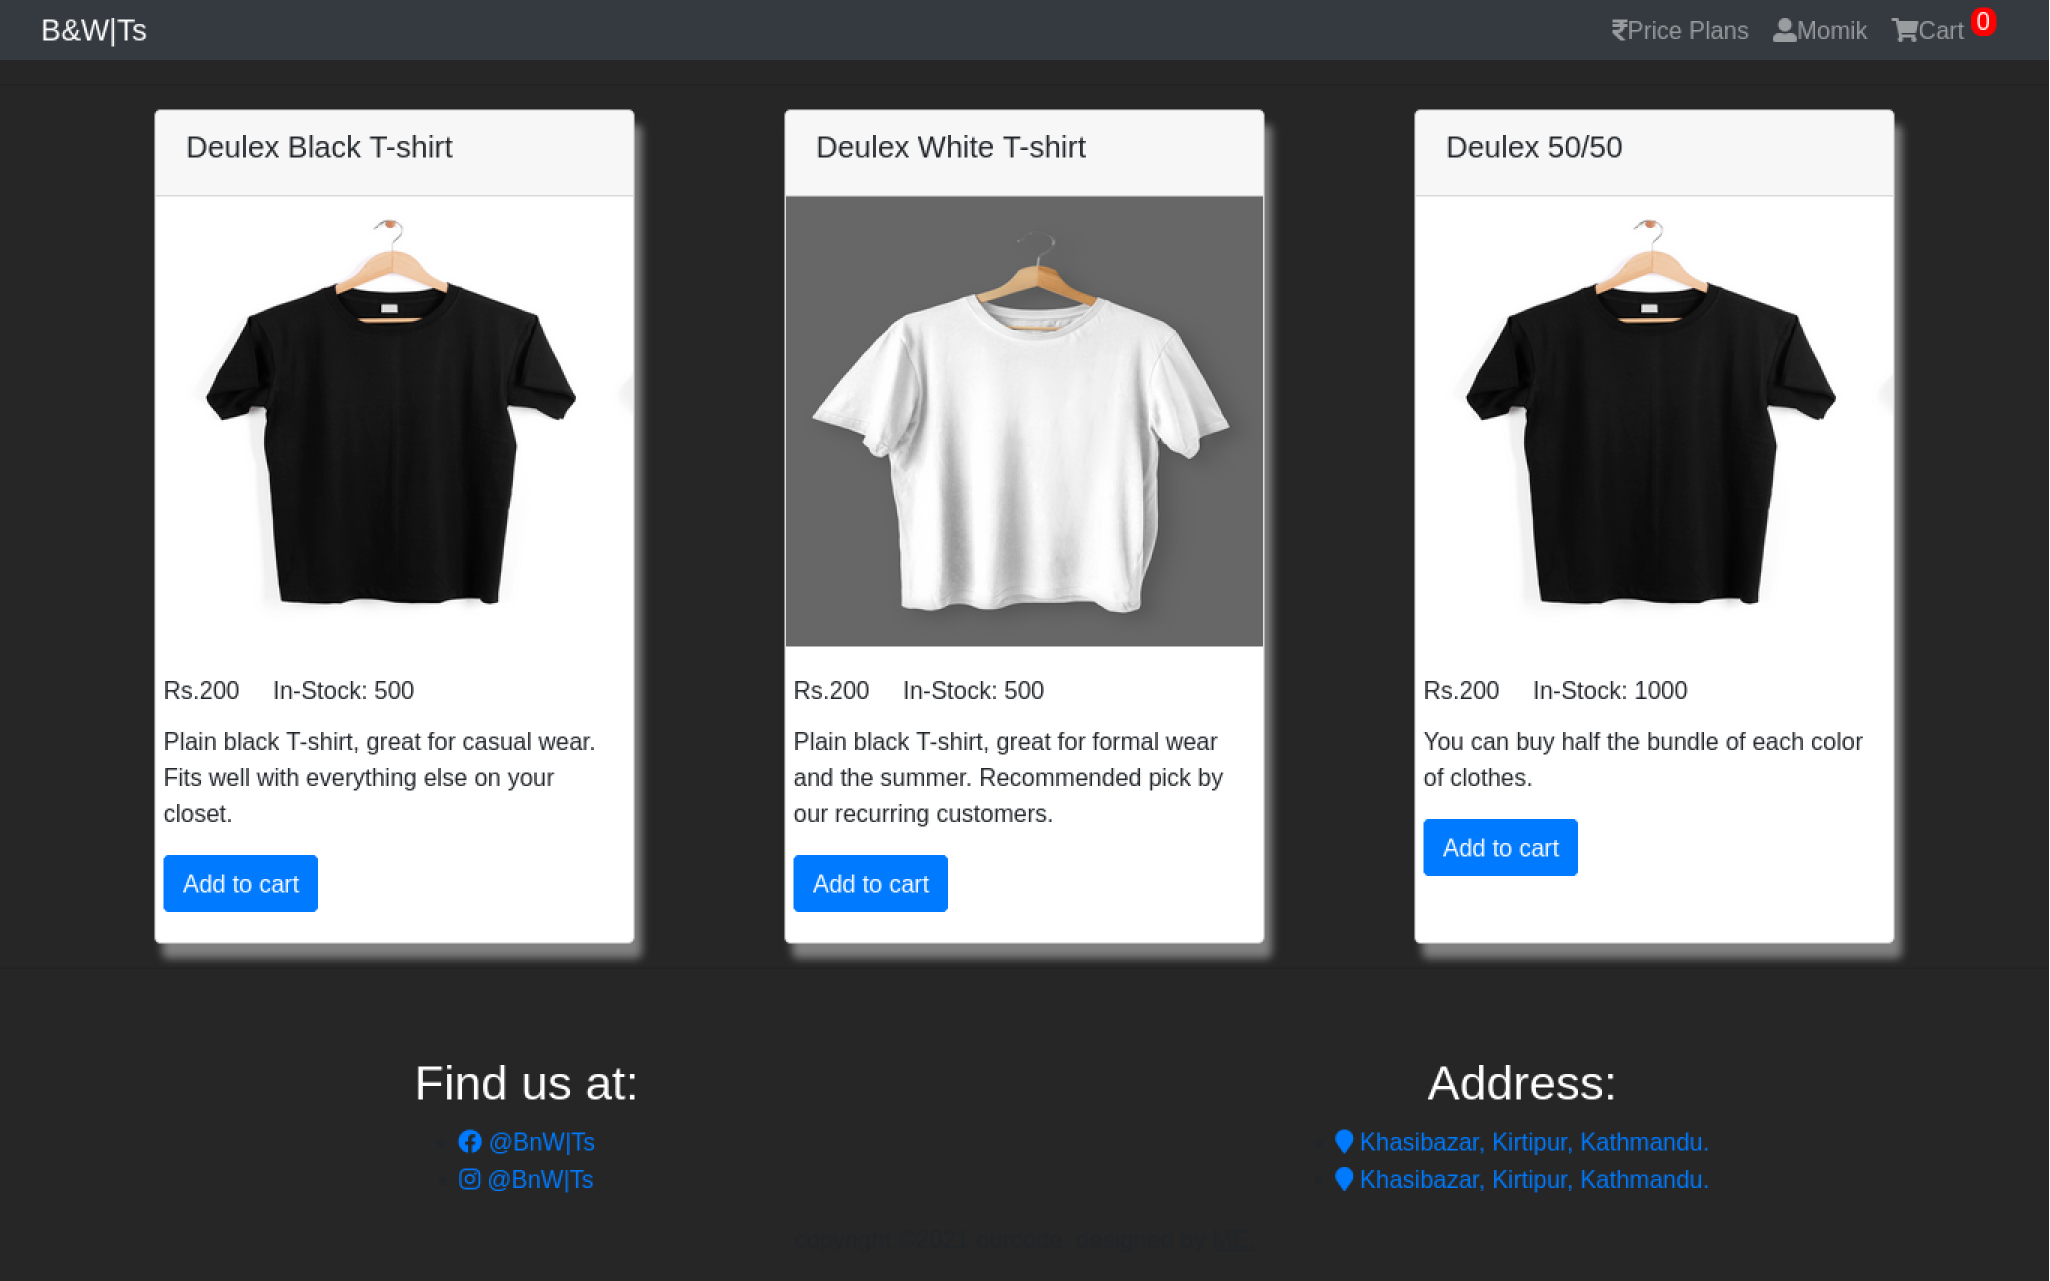 B&W|Ts
₹Price Plans Momik Cart 0
Deulex Black T-shirt
Rs.200 In-Stock: 500
Plain black T-shirt, great for casual wear.
Fits well with everything else on your
closet.
Add to cart
Deulex White T-shirt
Rs.200 In-Stock: 500
Plain black T-shirt, great for formal wear
and the summer. Recommended pick by
our recurring customers.
Add to cart
Deulex 50/50
Rs.200 In-Stock: 1000
You can buy half the bundle of each color
of clothes.
Add to cart
Find us at:
@BnW|Ts
@BnW|Ts
Address:
Khasibazar, Kirtipur, Kathmandu.
Khasibazar, Kirtipur, Kathmandu.